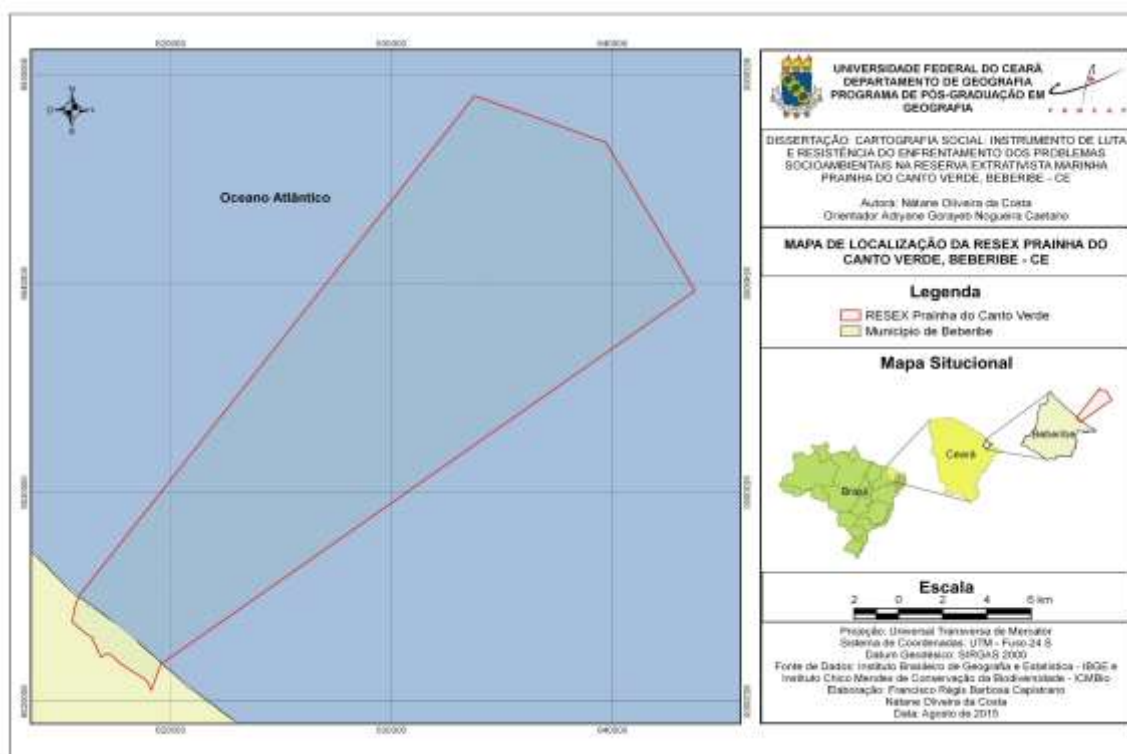 620000
630000
640000
Oceano Atlântico
UNIVERSIDADE FEDERAL DO CEARÁ
DEPARTAMENTO DE GEOGRAFIA
PROGRAMA DE PÓS-GRADUAÇÃO EM
GEOGRAFIA
DISSERTAÇÃO: CARTOGRAFIA SOCIAL: INSTRUMENTO DE LUTA
E RESISTÊNCIA DO ENFRENTAMENTO DOS PROBLEMAS
SOCIOAMBIENTAIS NA RESERVA EXTRATIVISTA MARINHA
PRAINHA DO CANTO VERDE, BEBERIBE - CE
Autora: Nátane Oliveira da Costa
Orientador Adryane Gorayeb Nogueira Caetano
MAPA DE LOCALIZAÇÃO DA RESEX PRAINHA DO
CANTO VERDE, BEBERIBE - CE
Legenda
RESEX Prainha do Canto Verde
Município de Beberibe
Mapa Situcional
Beberibe
Ceará
Brasil
Escala
2 0 2 4 6 km
Projeção: Universal Transversa de Mercator
Sistema de Coordenadas: UTM - Fuso 24 S
Datum Geodésico: SIRGAS 2000
Fonte de Dados: Instituto Brasileiro de Geografia e Estatística - IBGE e
Instituto Chico Mendes de Conservação da Biodiversidade - ICMBio
Elaboração: Francisco Régis Barbosa Capistrano
Nátane Oliveira da Costa
Data: Agosto de 2015
620000
630000
640000